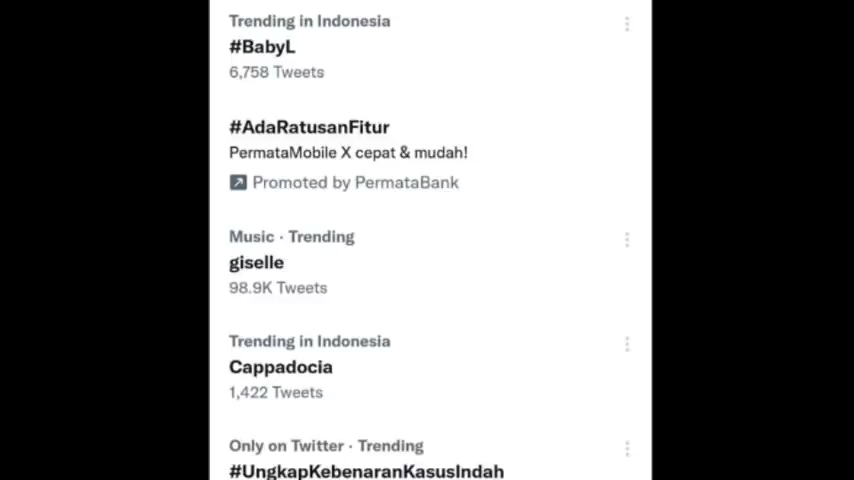 Trending in Indonesia
#BabyL
6,758 Tweets
#AdaRatusanFitur
PermataMobile X cepat & mudah!
Promoted by PermataBank
Music · Trending
giselle
98.9K Tweets
Trending in Indonesia
Cappadocia
1,422 Tweets
Only on Twitter · Trending
#UngkapKebenaranKasusIndah